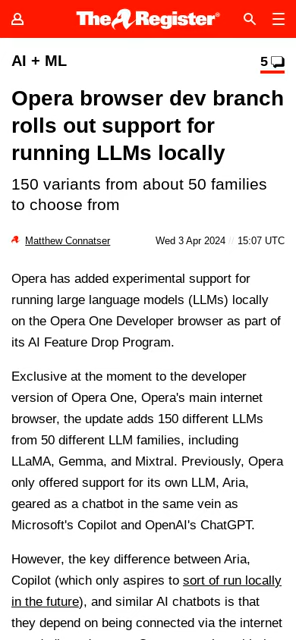 The Register®
AI + ML
5
Opera browser dev branch
rolls out support for
running LLMs locally
150 variants from about 50 families
to choose from
Matthew Connatser
Wed 3 Apr 2024 // 15:07 UTC
Opera has added experimental support for
running large language models (LLMs) locally
on the Opera One Developer browser as part of
its AI Feature Drop Program.
Exclusive at the moment to the developer
version of Opera One, Opera's main internet
browser, the update adds 150 different LLMs
from 50 different LLM families, including
LLaMA, Gemma, and Mixtral. Previously, Opera
only offered support for its own LLM, Aria,
geared as a chatbot in the same vein as
Microsoft's Copilot and OpenAI's ChatGPT.
However, the key difference between Aria,
Copilot (which only aspires to sort of run locally
in the future), and similar AI chatbots is that
they depend on being connected via the internet